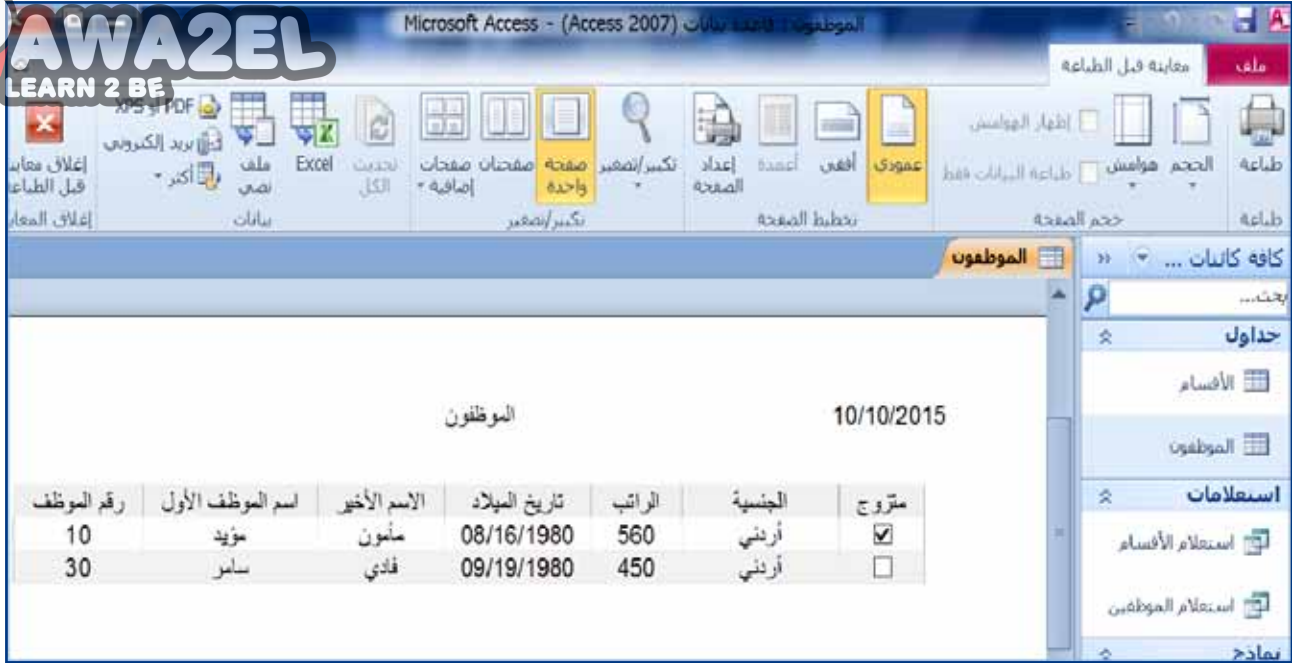 AWA2EL
LEARN 2 BE
الموظفون : قاعدة بيانات (Access 2007) - Microsoft Access
ملف
معاينة قبل الطباعة
طباعة
الحجم
هوامش
إظهار الهوامش
طباعة البيانات فقط
عمودي
أفقي
أعمدة
إعداد الصفحة
تكبير/تصغير
صفحة واحدة
صفحتان
صفحات إضافية
تحديث الكل
Excel
ملف نصي
PDF أو XPS
بريد إلكتروني
أكثر
إغلاق معاين
قبل الطباعة
طباعة
حجم الصفحة
تخطيط الصفحة
تكبير/تصغير
بيانات
إغلاق المعا
كافة كائنات ...
الموظفون
بحث...
جداول
الأقسام
الموظفون
استعلامات
استعلام الأقسام
استعلام الموظفين
نماذج
10/10/2015 الموظفون
متزوج الجنسية الراتب تاريخ الميلاد الاسم الأخير اسم الموظف الأول رقم الموظف
أردني 560 08/16/1980 مأمون مؤيد 10
أردني 450 09/19/1980 فادي سامر 30